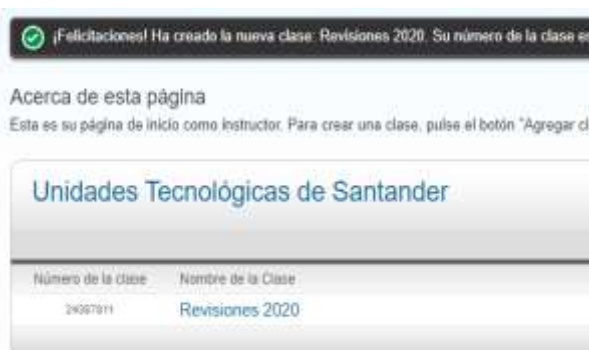 ¡Felicitaciones! Ha creado la nueva clase: Revisiones 2020. Su número de la clase
Acerca de esta página
Esta es su página de inicio como instructor. Para crear una clase, pulse el botón "Agregar
Unidades Tecnológicas de Santander
Número de la clase Nombre de la Clase
Revisiones 2020